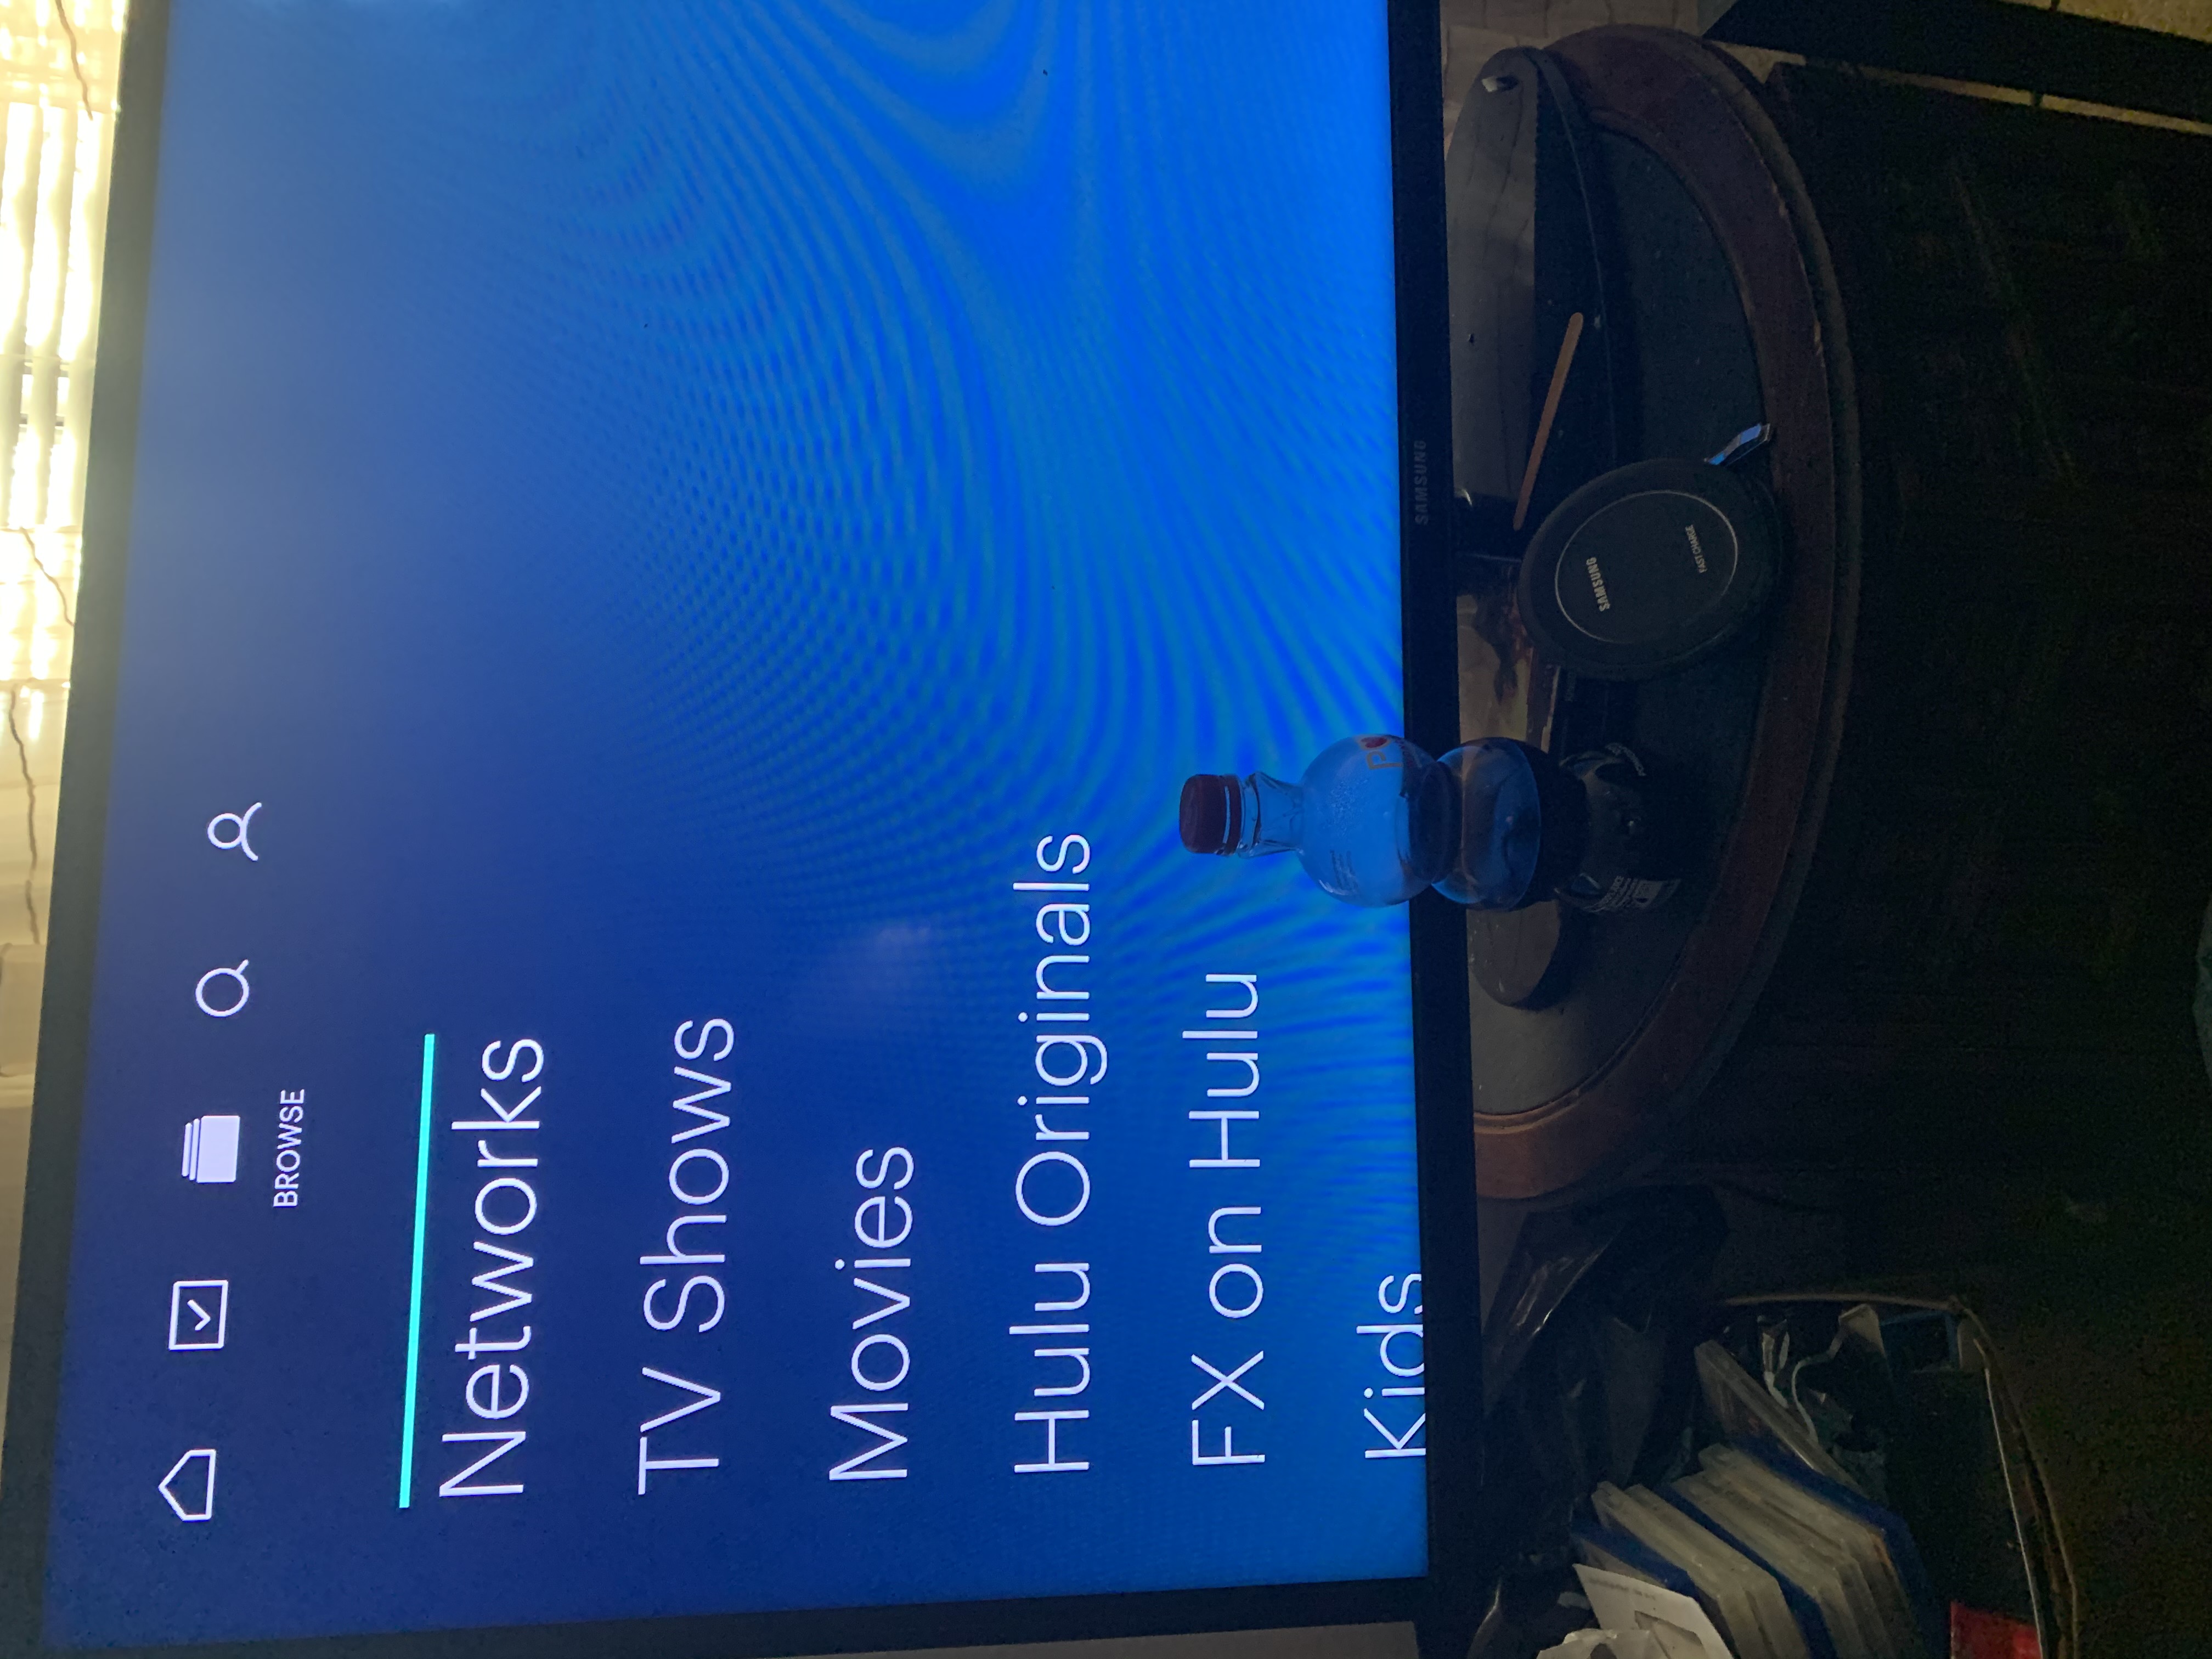 BROWSE
Networks
TV Shows
Movies
Hulu Originals
FX on Hulu
Kids
SAMSUNG
P♥
SAMSUNG
FAST CHARGE